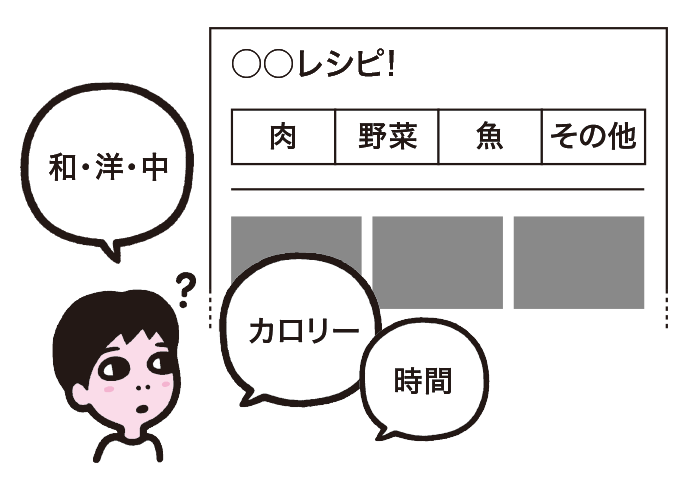 ○○レシピ!
肉 野菜 魚 その他
和・洋・中
?
カロリー
時間